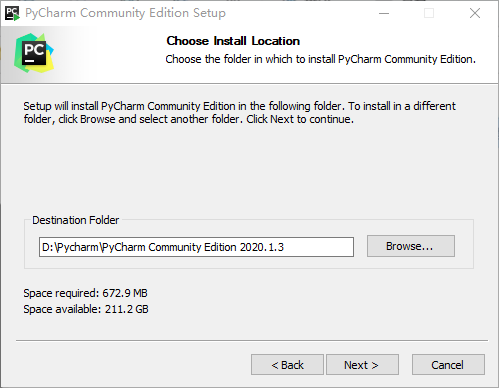 PC PyCharm Community Edition Setup
PC
Choose Install Location
Choose the folder in which to install PyCharm Community Edition.
Setup will install PyCharm Community Edition in the following folder. To install in a different
folder, click Browse and select another folder. Click Next to continue.
Destination Folder
D:\Pycharm\PyCharm Community Edition 2020.1.3
Browse...
Space required: 672.9 MB
Space available: 211.2 GB
< Back
Next >
Cancel